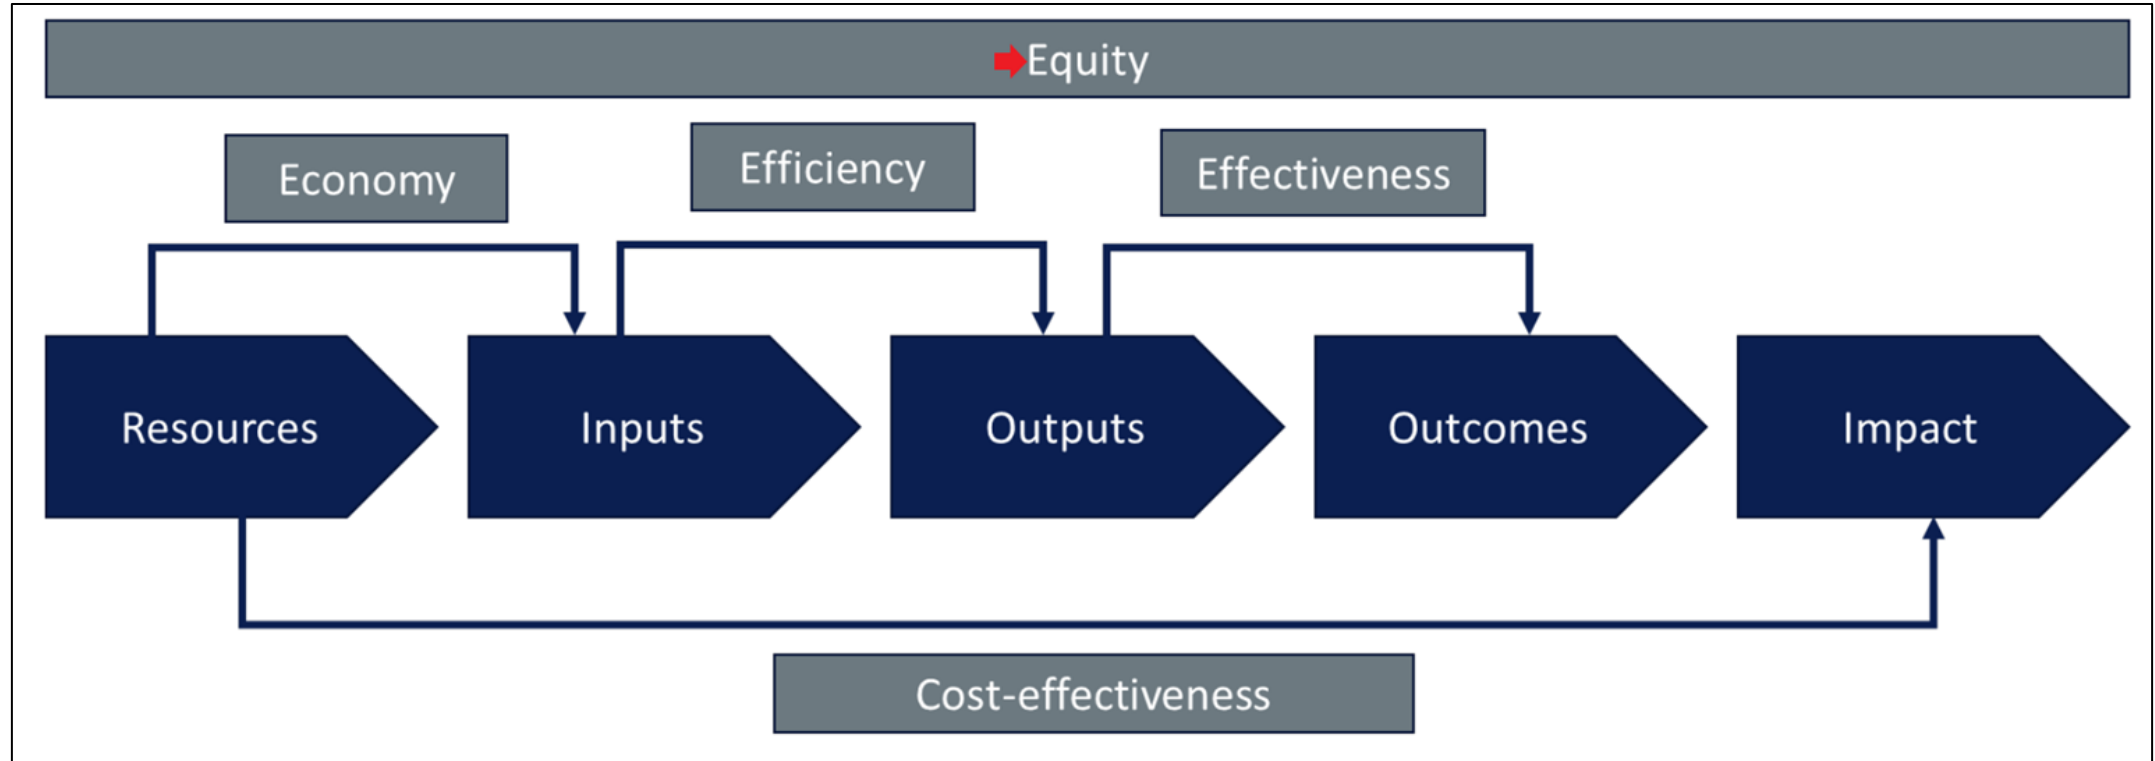 Equity
Economy
Efficiency
Effectiveness
Resources
Inputs
Outputs
Outcomes
Impact
Cost-effectiveness